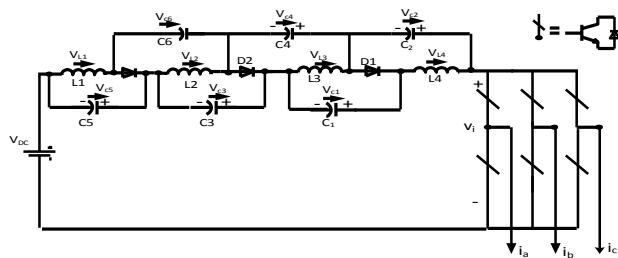 Vc6
Vc4
Vc2
C6
C4
C2
VL1
VL2
D2
VL3
D1
VL4
L1
L2
L3
L4
Vc5
Vc3
Vc1
- +
- +
- +
- +
- +
- +
C5
C3
C1
VDC
+
Vi
-
ia
ib
ic
=